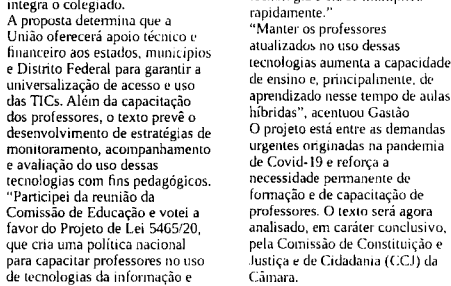 integra o colegiado.
A proposta determina que a
União oferecerá apoio técnico e
financeiro aos estados, municípios
e Distrito Federal para garantir a
universalização de acesso e uso
das TICs. Além da capacitação
dos professores, o texto prevê o
desenvolvimento de estratégias de
monitoramento, acompanhamento
e avaliação do uso dessas
tecnologias com fins pedagógicos.
“Participei da reunião da
Comissão de Educação e votei a
favor do Projeto de Lei 5465/20,
que cria uma política nacional
para capacitar professores no uso
de tecnologias da informação e
rapidamente.”
“Manter os professores
atualizados no uso dessas
tecnologias aumenta a capacidade
de ensino e, principalmente, de
aprendizado nesse tempo de aulas
híbridas”, acentuou Gastão
O projeto está entre as demandas
urgentes originadas na pandemia
de Covid-19 e reforça a
necessidade permanente de
formação e de capacitação de
professores. O texto será agora
analisado, em caráter conclusivo,
pela Comissão de Constituição e
Justiça e de Cidadania (CCJ) da
Câmara.